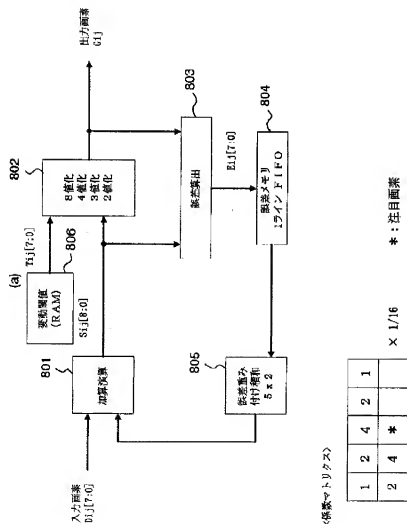 (a)
変動閾値
(RAM)
806
Tij[7:0]
8値化
4値化
3値化
2値化
802
出力画素
Gij
入力画素
Dij[7:0]
加算演算
801
Sij[8:0]
誤差算出
803
Eij[7:0]
誤差重み
付け積和
5 x 2
805
誤差メモリ
1ライン FIFO
804
<係数マトリクス>
1 2 4 2 1
2 4 *
× 1/16
*:注目画素